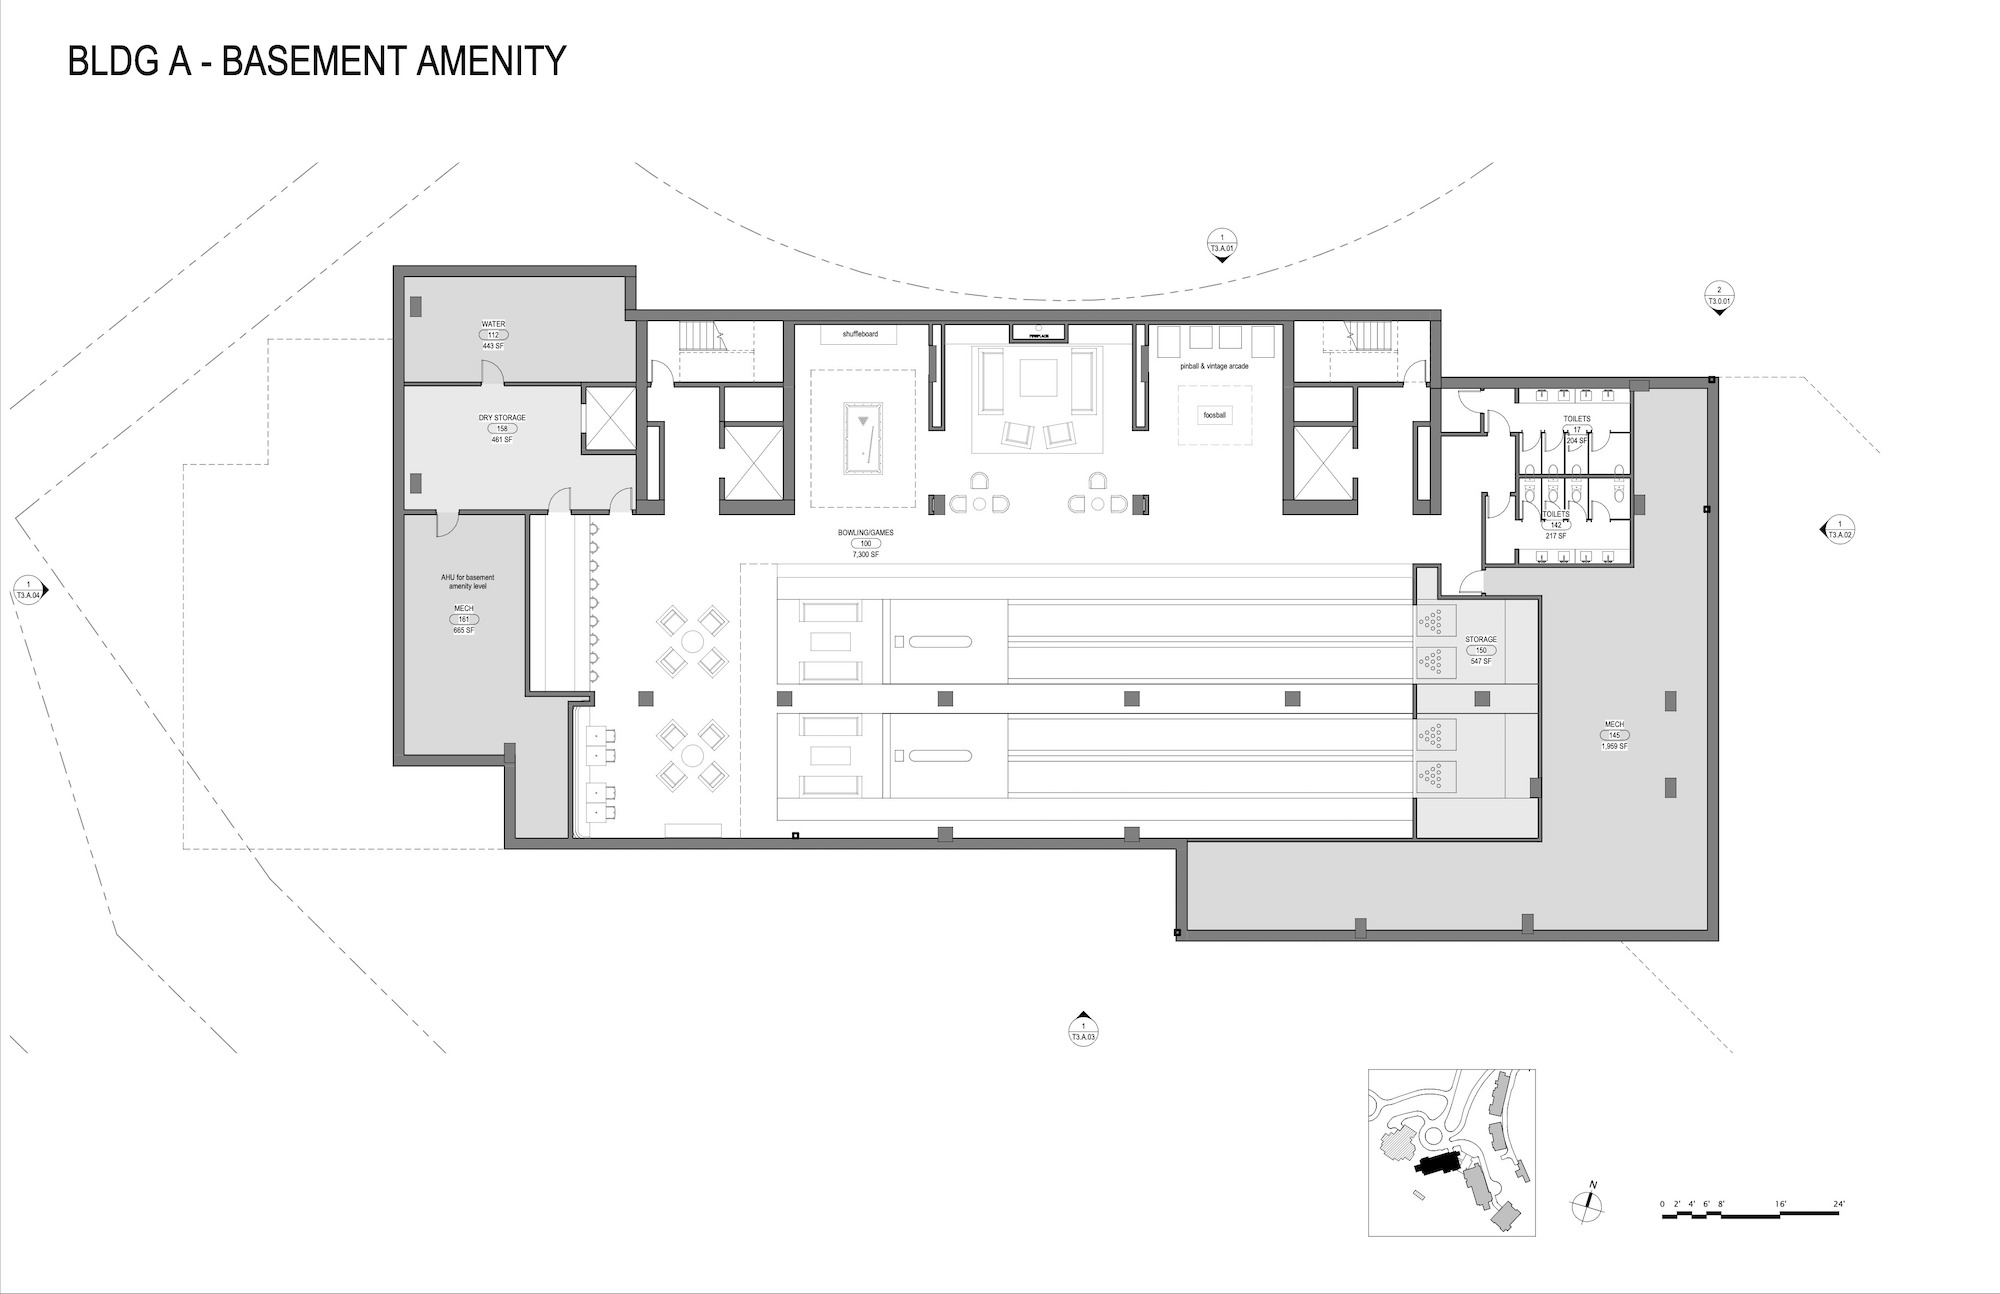 BLDG A - BASEMENT AMENITY
1
T3.A.01
2
T3.0.01
WATER
112
443 SF
shuffleboard
FIREPLACE
pinball & vintage arcade
foosball
DRY STORAGE
158
461 SF
TOILETS
17
204 SF
TOILETS
142
217 SF
BOWLING/GAMES
100
7,300 SF
1
T3.A.02
1
T3.A.04
AHU for basement
amenity level
MECH
161
665 SF
STORAGE
150
547 SF
MECH
145
1,959 SF
1
T3.A.03
N
0 2' 4' 6' 8' 16' 24'